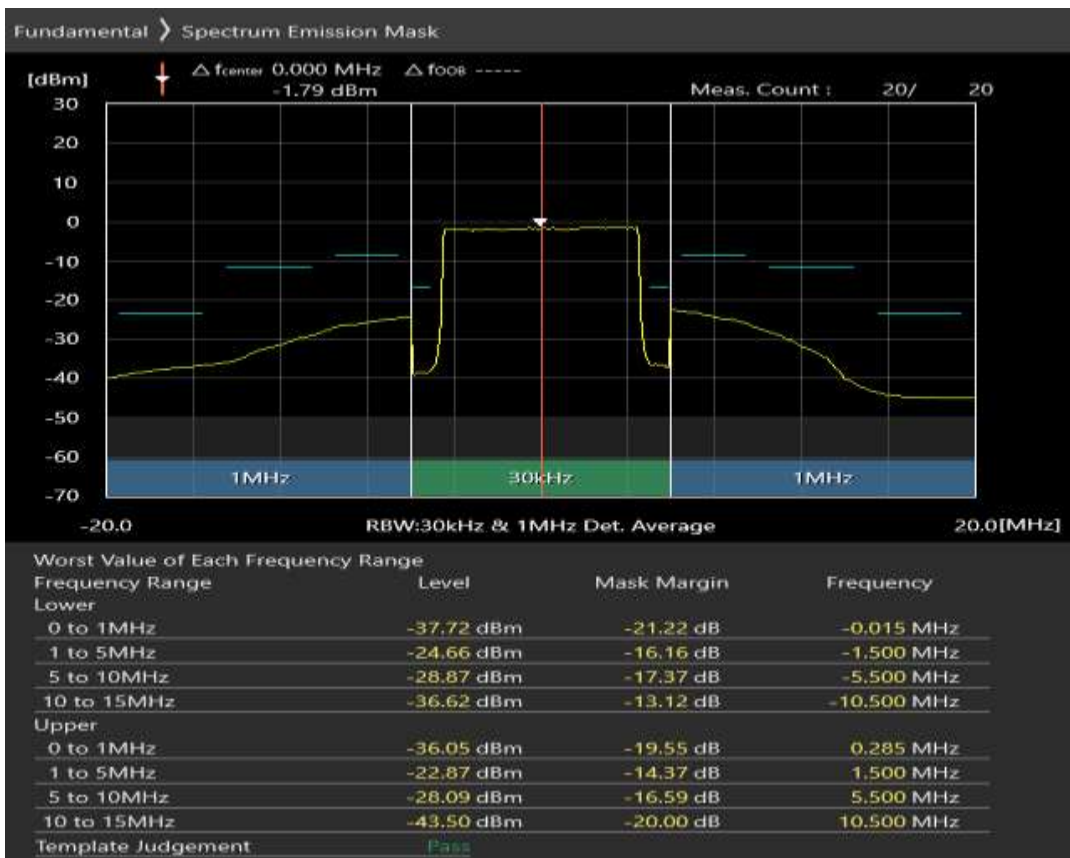 Fundamental ❯ Spectrum Emission Mask
[dBm] △ fcenter 0.000 MHz △ fOOB -----
-1.79 dBm Meas. Count : 20/ 20
30
20
10
0
-10
-20
-30
-40
-50
-60
-70
1MHz 30kHz 1MHz
-20.0 RBW:30kHz & 1MHz Det. Average 20.0[MHz]
Worst Value of Each Frequency Range
Frequency Range Level Mask Margin Frequency
Lower
0 to 1MHz -37.72 dBm -21.22 dB -0.015 MHz
1 to 5MHz -24.66 dBm -16.16 dB -1.500 MHz
5 to 10MHz -28.87 dBm -17.37 dB -5.500 MHz
10 to 15MHz -36.62 dBm -13.12 dB -10.500 MHz
Upper
0 to 1MHz -36.05 dBm -19.55 dB 0.285 MHz
1 to 5MHz -22.87 dBm -14.37 dB 1.500 MHz
5 to 10MHz -28.09 dBm -16.59 dB 5.500 MHz
10 to 15MHz -43.50 dBm -20.00 dB 10.500 MHz
Template Judgement Pass